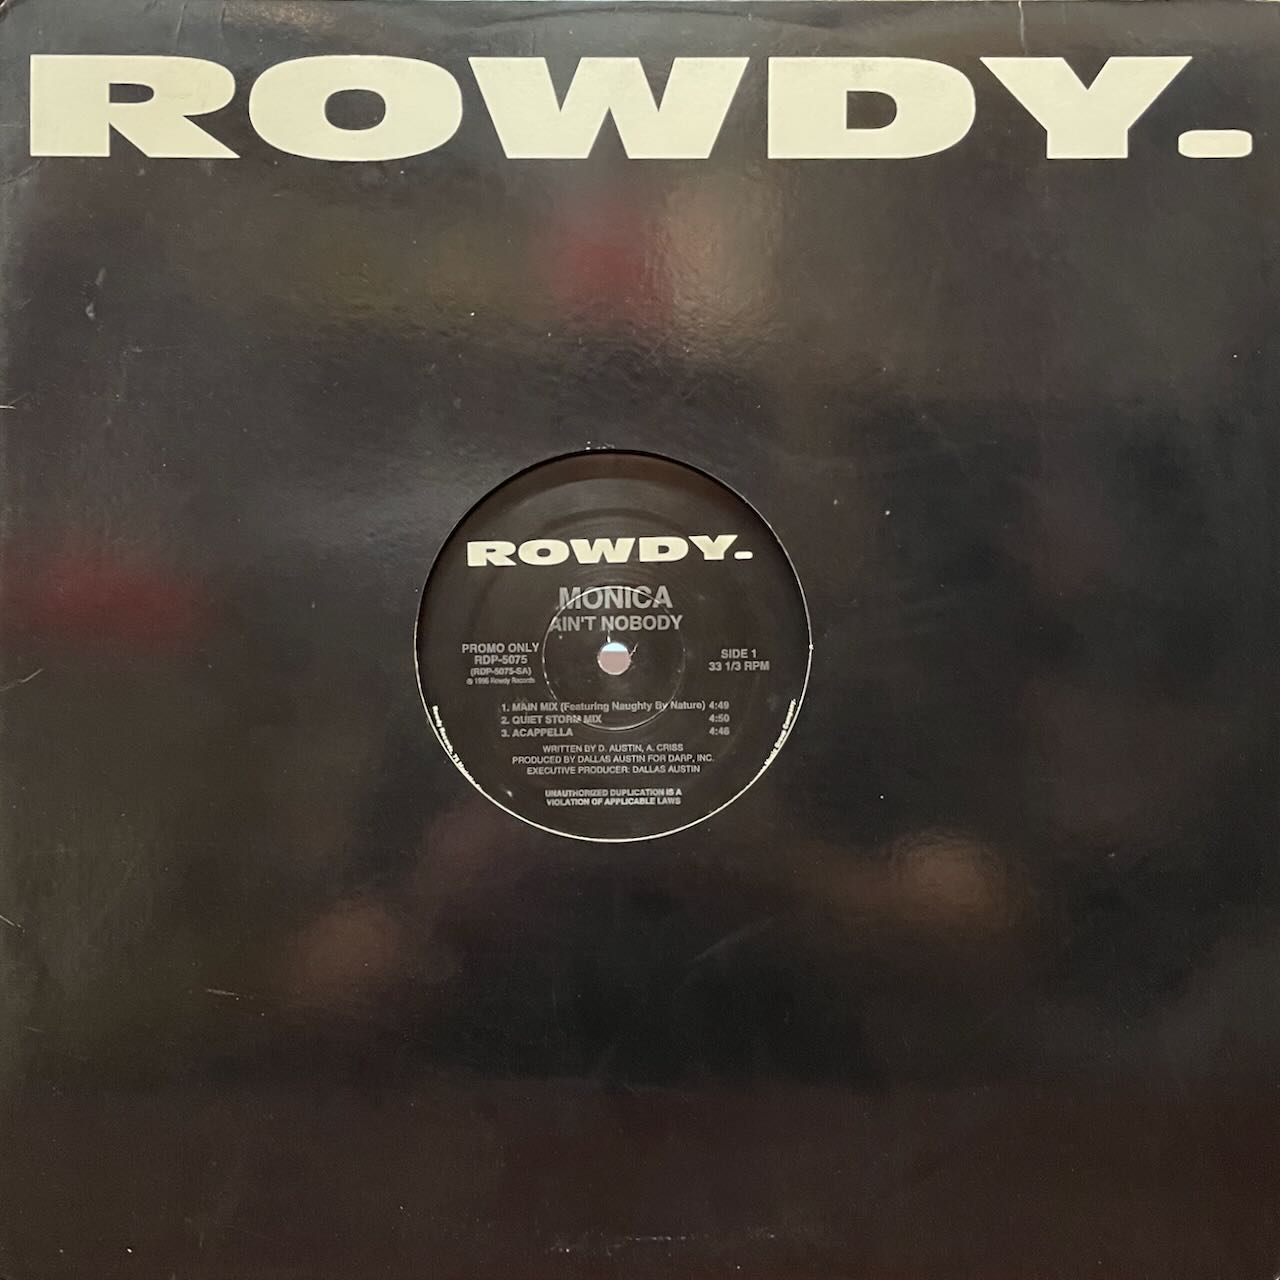 ROWDY.
ROWDY.
MONICA
AIN'T NOBODY
PROMO ONLY
RDP-5075
(RDP-5075-SA)
℗ 1996 Rowdy Records
SIDE 1
33 1/3 RPM
1. MAIN MIX (Featuring Naughty By Nature) 4:49
2. QUIET STORM MIX 4:50
3. ACAPPELLA 4:46
WRITTEN BY D. AUSTIN, A. CRISS
PRODUCED BY DALLAS AUSTIN FOR DARP, INC.
EXECUTIVE PRODUCER: DALLAS AUSTIN
UNAUTHORIZED DUPLICATION IS A
VIOLATION OF APPLICABLE LAWS
Rowdy Records,
Company.